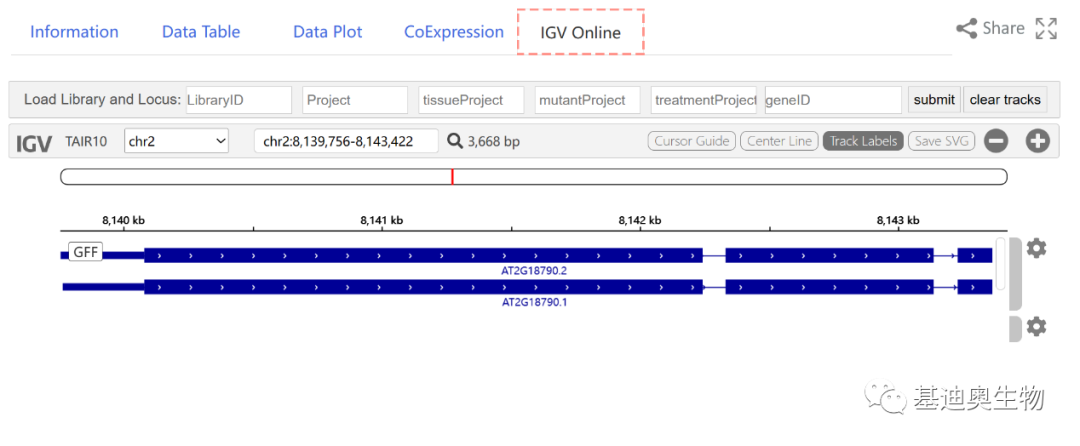 Information Data Table Data Plot CoExpression IGV Online Share
Load Library and Locus: LibraryID Project tissueProject mutantProject treatmentProject geneID submit clear tracks
IGV TAIR10 chr2 chr2:8,139,756-8,143,422 3,668 bp Cursor Guide Center Line Track Labels Save SVG
8,140 kb 8,141 kb 8,142 kb 8,143 kb
GFF
AT2G18790.2
AT2G18790.1
基迪奥生物